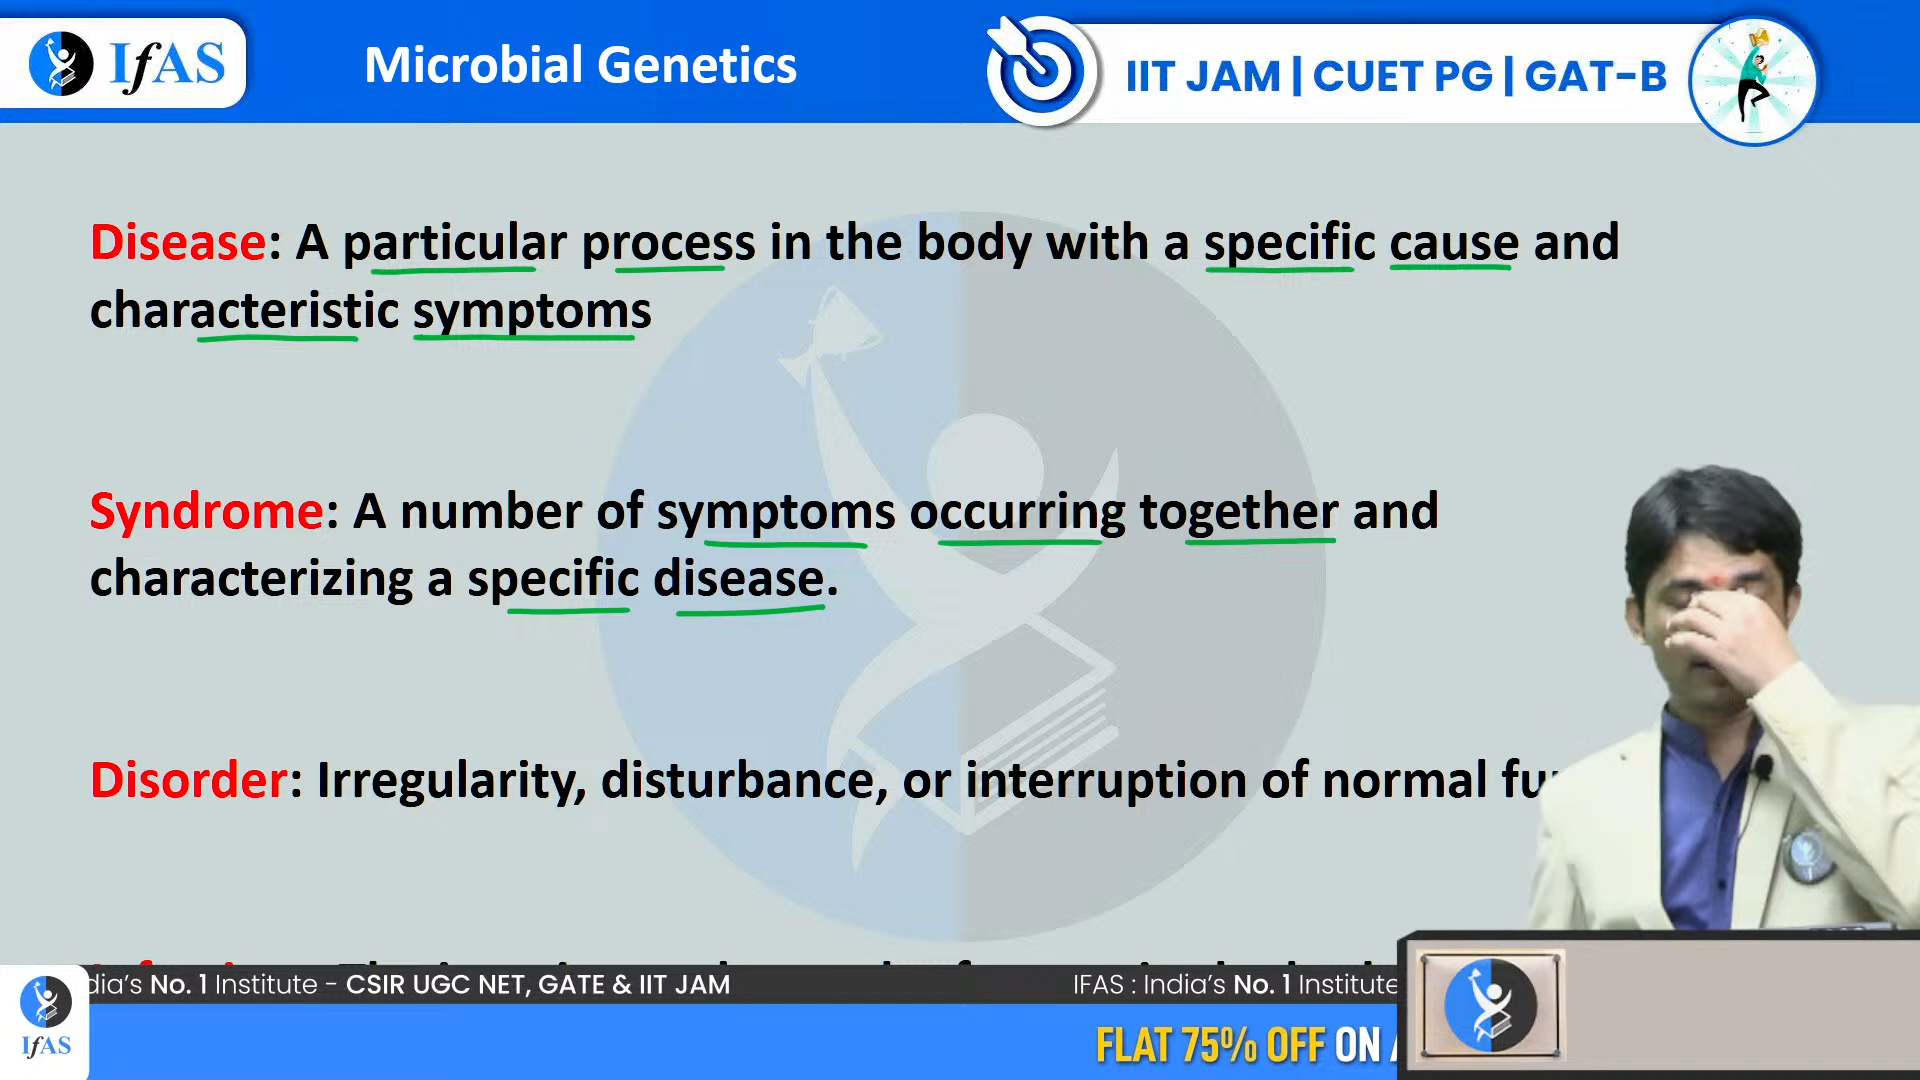 IfAS
Microbial Genetics
IIT JAM | CUET PG | GAT-B
Disease: A particular process in the body with a specific cause and
characteristic symptoms
Syndrome: A number of symptoms occurring together and
characterizing a specific disease.
Disorder: Irregularity, disturbance, or interruption of normal fu
dia's No. 1 Institute - CSIR UGC NET, GATE & IIT JAM
IFAS : India's No. 1 Institute
IfAS
FLAT 75% OFF ON